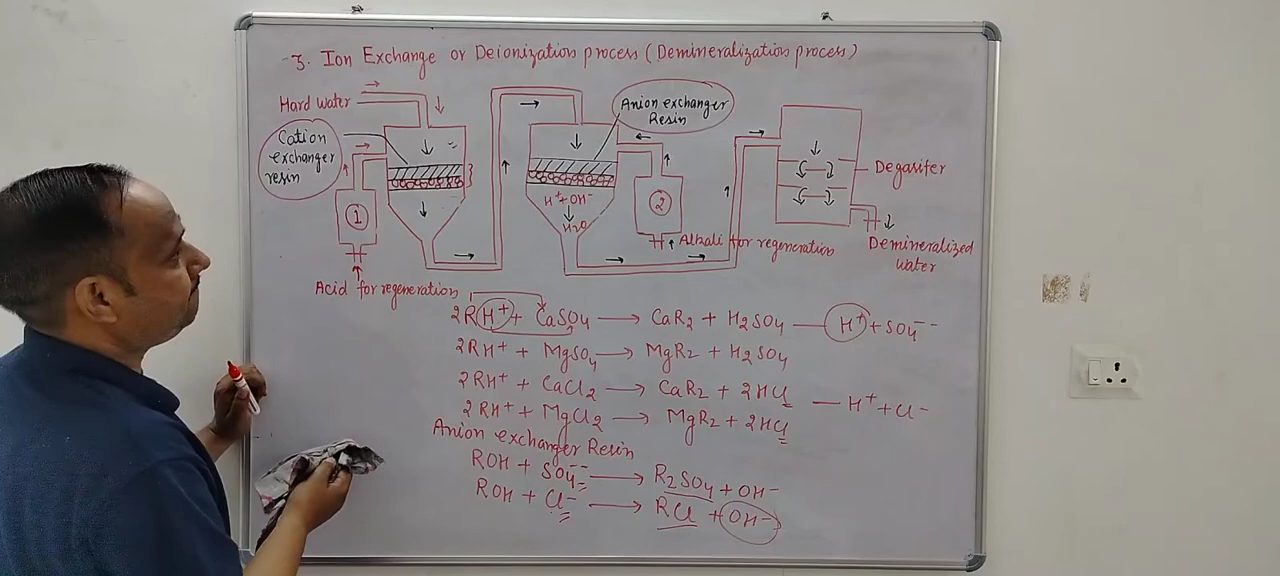 3. Ion Exchange or Deionization process (Demineralization process)
Hard water
Cation
exchanger
resin
Anion exchanger
Resin
1
H⁺ + OH⁻
H₂O
2
Degasifer
Acid for regeneration
Alkali for regeneration
Demineralized
water
2RH⁺ + CaSO₄ → CaR₂ + H₂SO₄ — H⁺ + SO₄⁻⁻
2RH⁺ + MgSO₄ → MgR₂ + H₂SO₄
2RH⁺ + CaCl₂ → CaR₂ + 2HCl — H⁺ + Cl⁻
2RH⁺ + MgCl₂ → MgR₂ + 2HCl
Anion exchanger Resin
ROH + SO₄⁻⁻ → R₂SO₄ + OH⁻
ROH + Cl⁻ → RCl + OH⁻